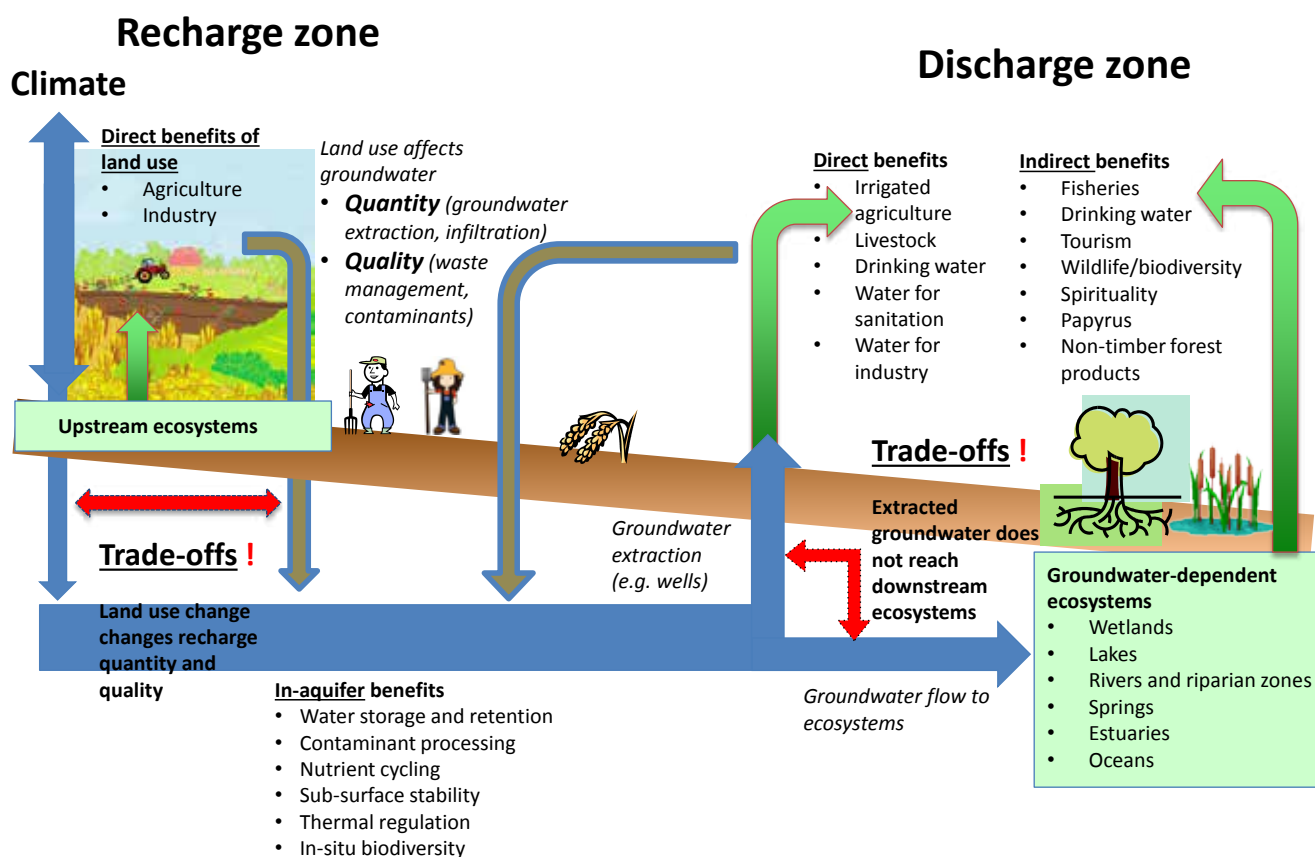 Recharge zone
Discharge zone
Climate
Direct benefits of
land use
• Agriculture
• Industry
Land use affects
groundwater
• Quantity (groundwater
extraction, infiltration)
• Quality (waste
management,
contaminants)
Direct benefits
• Irrigated
agriculture
• Livestock
• Drinking water
• Water for
sanitation
• Water for
industry
Indirect benefits
• Fisheries
• Drinking water
• Tourism
• Wildlife/biodiversity
• Spirituality
• Papyrus
• Non-timber forest
products
Upstream ecosystems
Trade-offs !
Land use change
changes recharge
quantity and
quality
Groundwater
extraction
(e.g. wells)
Trade-offs !
Extracted
groundwater does
not reach
downstream
ecosystems
Groundwater-dependent
ecosystems
• Wetlands
• Lakes
• Rivers and riparian zones
• Springs
• Estuaries
• Oceans
In-aquifer benefits
• Water storage and retention
• Contaminant processing
• Nutrient cycling
• Sub-surface stability
• Thermal regulation
• In-situ biodiversity
Groundwater flow to
ecosystems